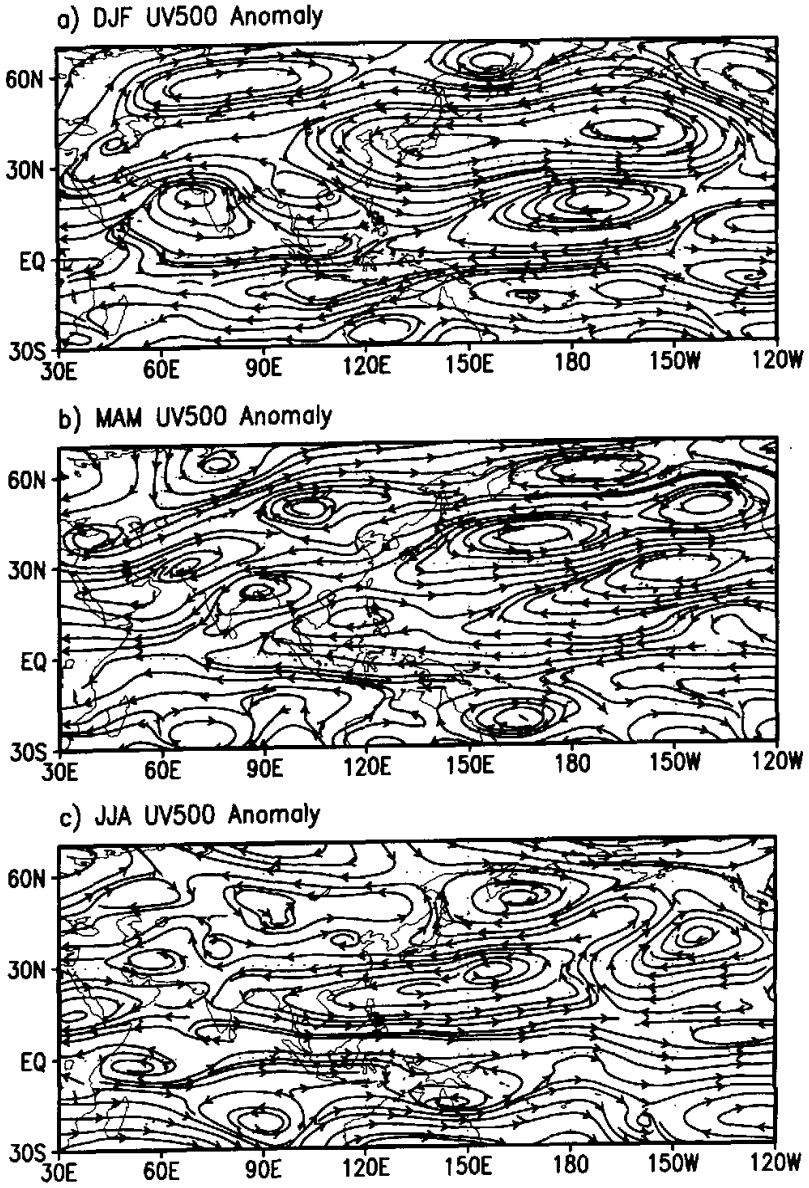 a) DJF UV500 Anomaly
60N
30N
EQ
30S
30E 60E 90E 120E 150E 180 150W 120W
b) MAM UV500 Anomaly
60N
30N
EQ
30S
30E 60E 90E 120E 150E 180 150W 120W
c) JJA UV500 Anomaly
60N
30N
EQ
30S
30E 60E 90E 120E 150E 180 150W 120W